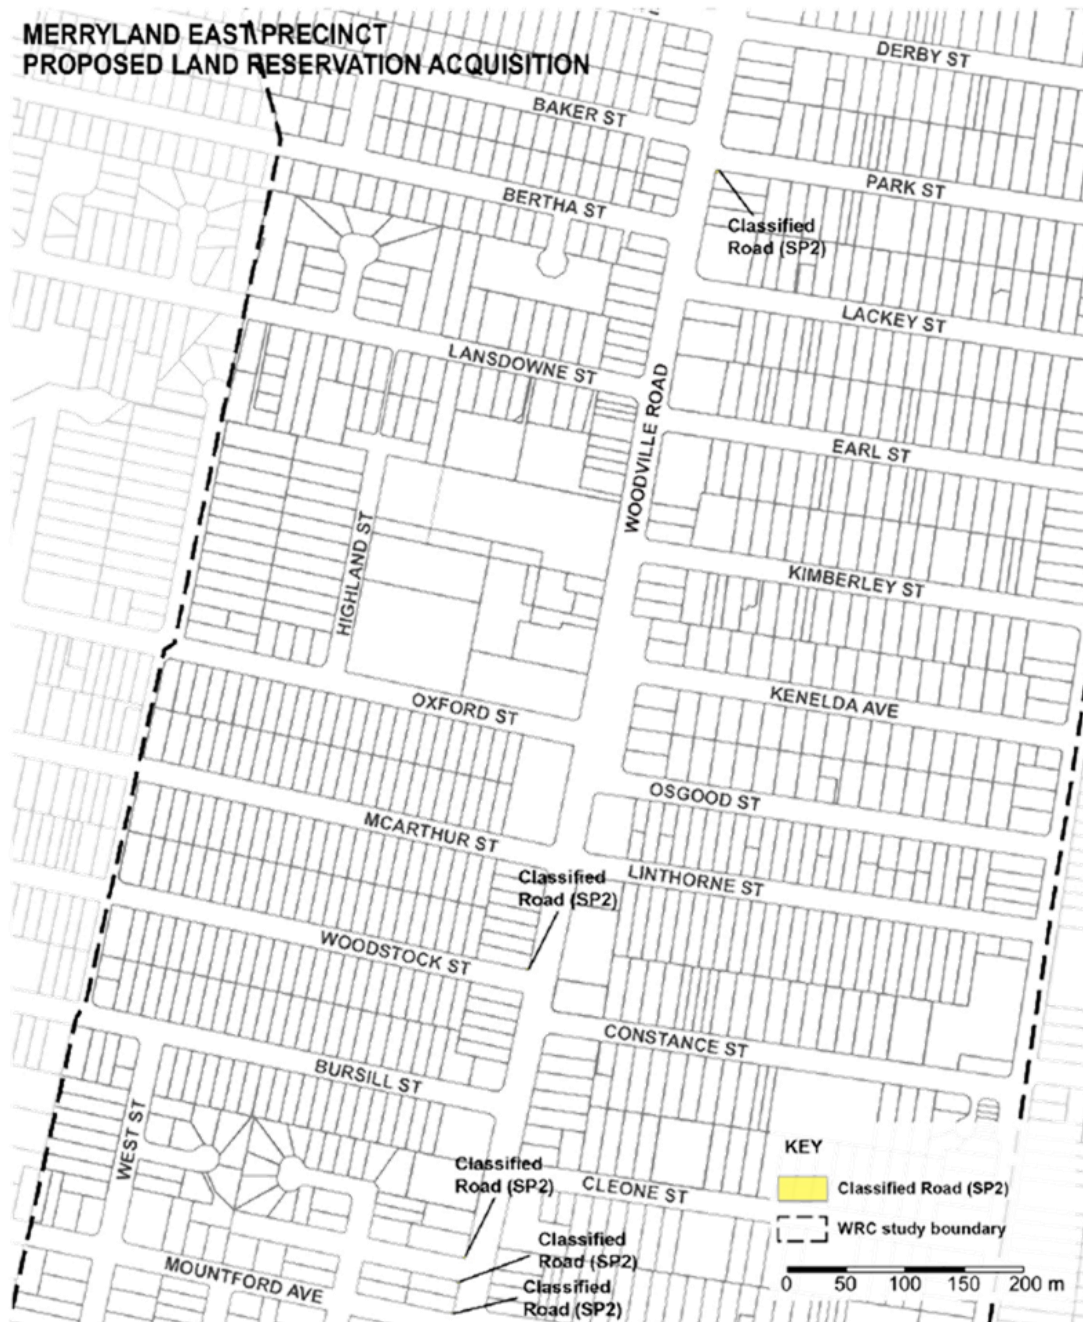 MERRYLAND EAST PRECINCT
PROPOSED LAND RESERVATION ACQUISITION
DERBY ST
BAKER ST
PARK ST
BERTHA ST
Classified
Road (SP2)
LACKEY ST
LANSDOWNE ST
WOODVILLE ROAD
EARL ST
HIGHLAND ST
KIMBERLEY ST
OXFORD ST
KENELDA AVE
OSGOOD ST
MCARTHUR ST
LINTHORNE ST
Classified
Road (SP2)
WOODSTOCK ST
CONSTANCE ST
BURSILL ST
WEST ST
Classified
Road (SP2)
CLEONE ST
Classified
Road (SP2)
MOUNTFORD AVE
Classified
Road (SP2)
KEY
Classified Road (SP2)
WRC study boundary
0 50 100 150 200 m